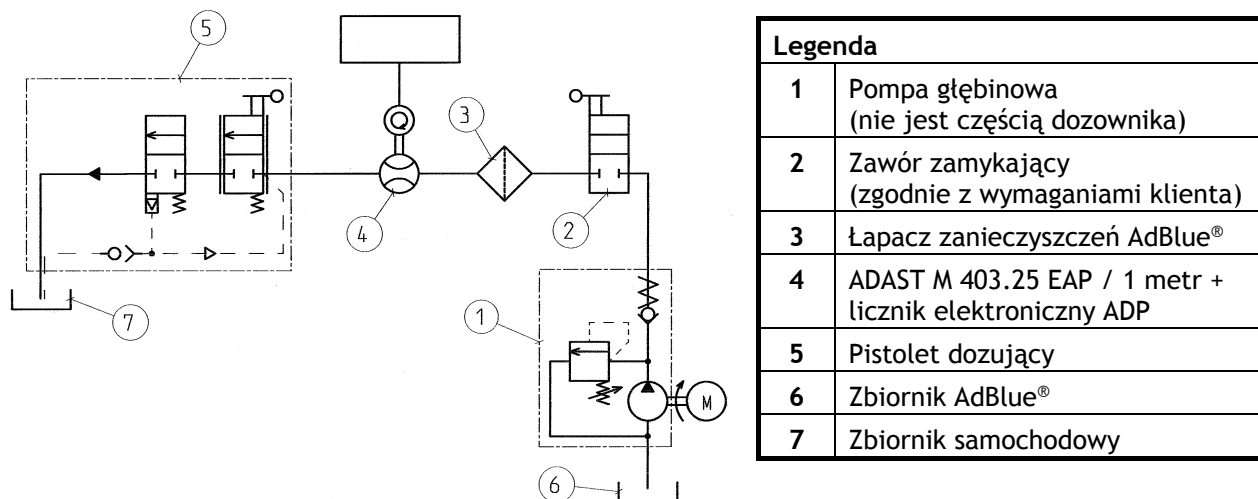 5
3
4
2
7
1
M
6
Legenda
1 Pompa głębinowa
(nie jest częścią dozownika)
2 Zawór zamykający
(zgodnie z wymaganiami klienta)
3 Łapacz zanieczyszczeń AdBlue®
4 ADAST M 403.25 EAP / 1 metr +
licznik elektroniczny ADP
5 Pistolet dozujący
6 Zbiornik AdBlue®
7 Zbiornik samochodowy